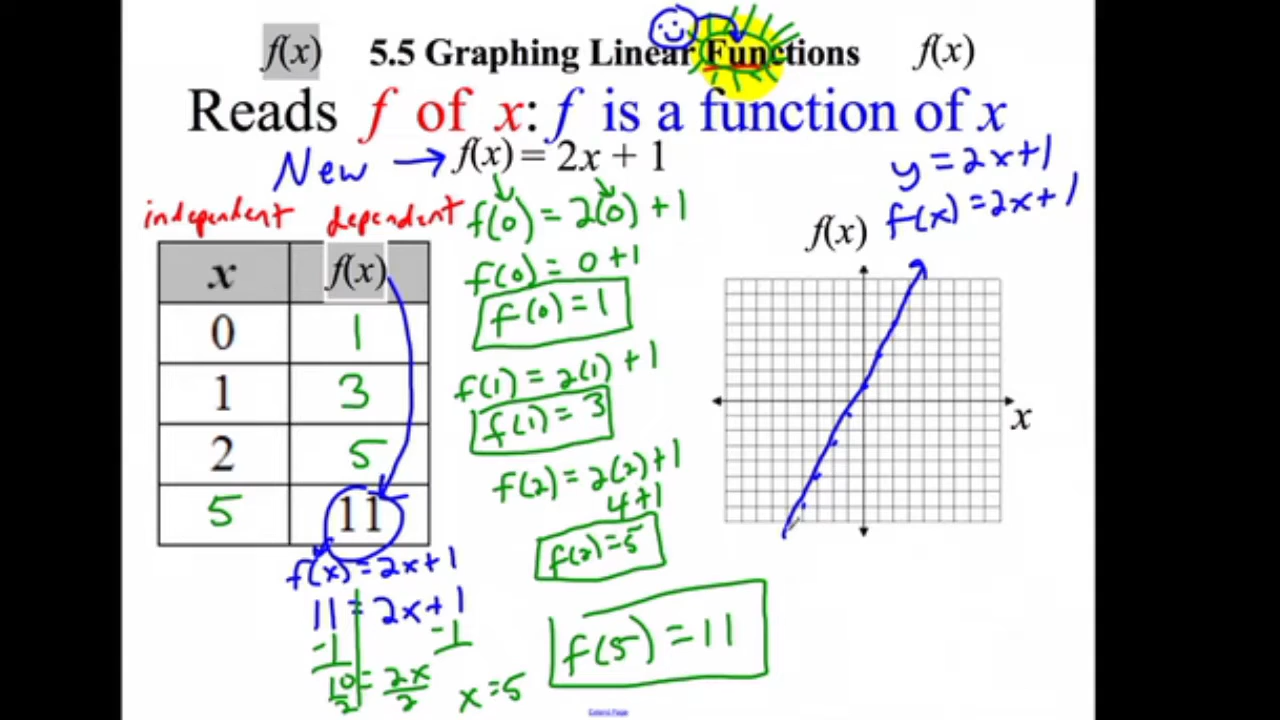 f(x) 5.5 Graphing Linear Functions f(x)
Reads f of x: f is a function of x
New → f(x) = 2x + 1
y = 2x+1
f(x) = 2x+1
independent dependent
x f(x)
0 1
1 3
2 5
5 11
f(x) = 2x+1
11 = 2x+1
-1 -1
10/2 = 2x/2 x=5
f(0) = 2(0) + 1
f(0) = 0 + 1
f(0) = 1
f(1) = 2(1) + 1
f(1) = 3
f(2) = 2(2)+1
4+1
f(2)=5
f(5) = 11
f(x)
x
Extend Page